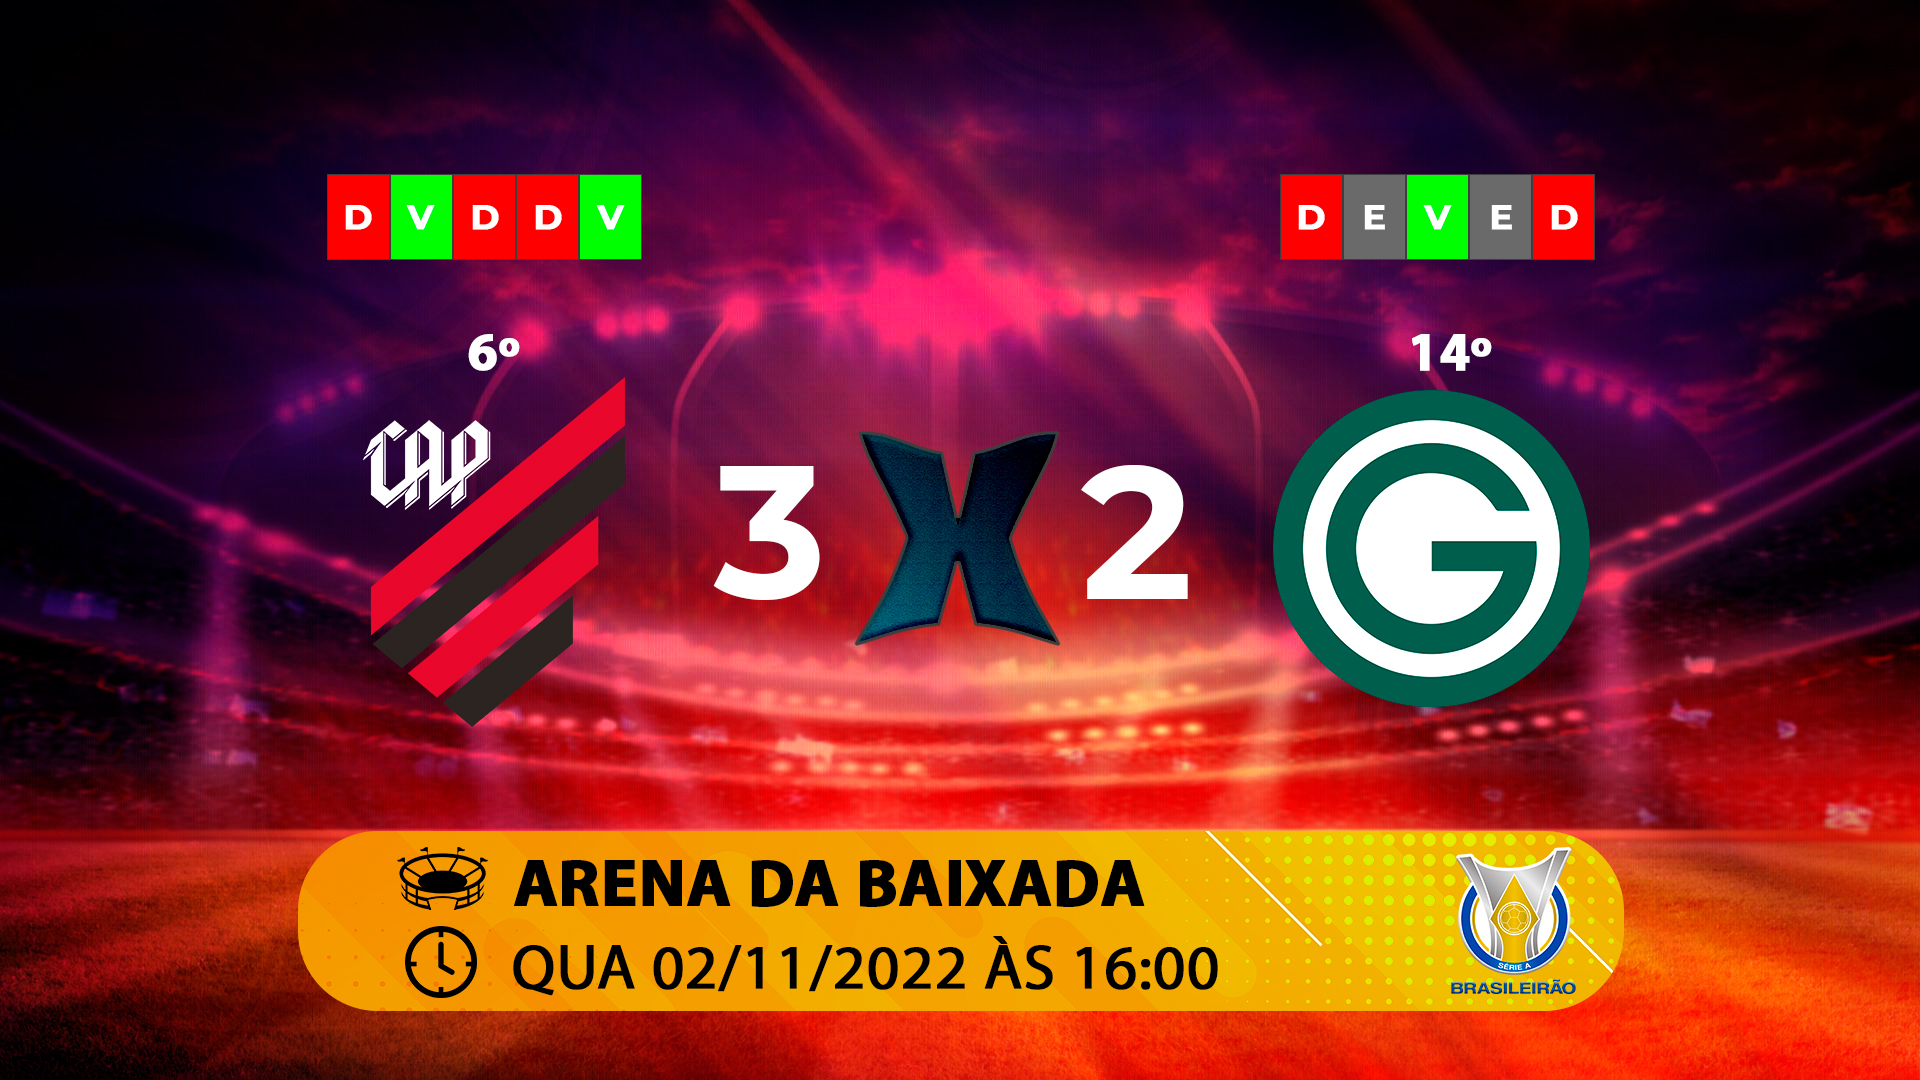 D V D D V
D E V E D
6º
14º
CAP
3 X 2
G
ARENA DA BAIXADA
QUA 02/11/2022 ÀS 16:00
SÉRIE A
BRASILEIRÃO